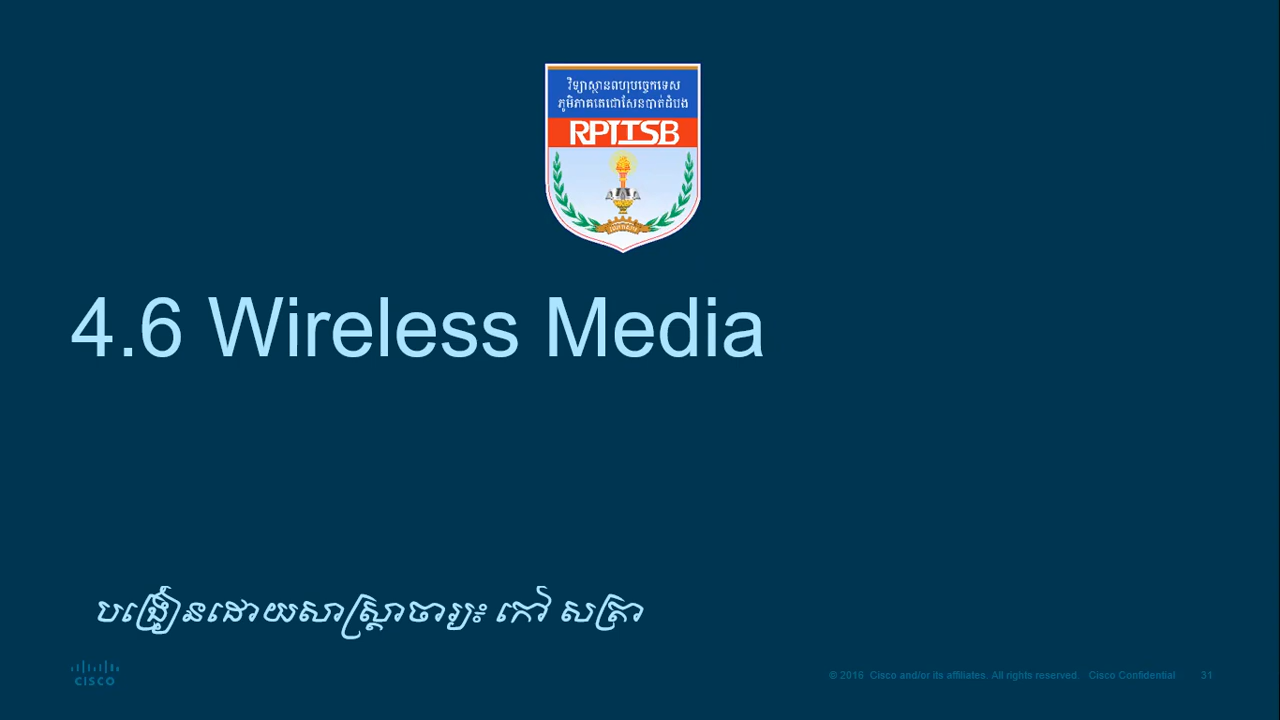 វិទ្យាស្ថានពហុបច្ចេកទេស
ភូមិភាគតេជោសែនបាត់ដំបង
RPITSB
4.6 Wireless Media
បង្រៀនដោយសាស្ត្រាចារ្យ៖ កៅ សត្រា
CISCO
© 2016 Cisco and/or its affiliates. All rights reserved. Cisco Confidential 31